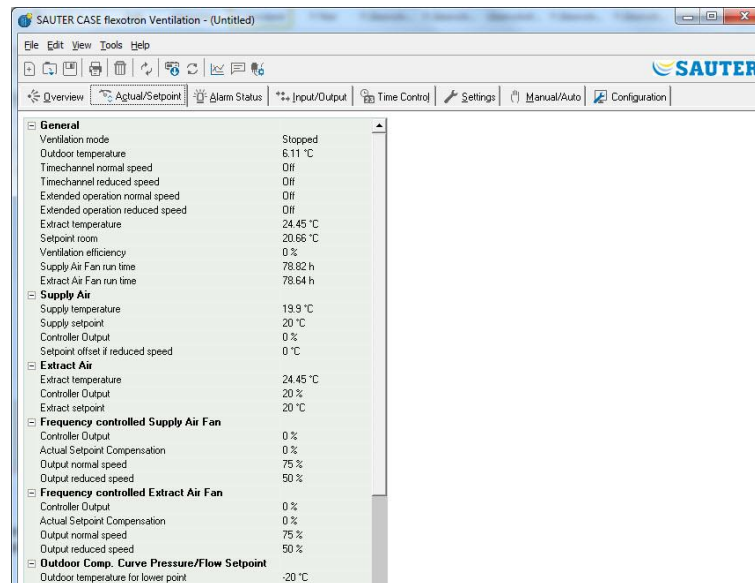 SAUTER CASE flexotron Ventilation - (Untitled)
File Edit View Tools Help
SAUTER
Overview Actual/Setpoint Alarm Status Input/Output Time Control Settings Manual/Auto Configuration
General
Ventilation mode Stopped
Outdoor temperature 6.11 °C
Timechannel normal speed Off
Timechannel reduced speed Off
Extended operation normal speed Off
Extended operation reduced speed Off
Extract temperature 24.45 °C
Setpoint room 20.66 °C
Ventilation efficiency 0 %
Supply Air Fan run time 78.82 h
Extract Air Fan run time 78.64 h
Supply Air
Supply temperature 19.9 °C
Supply setpoint 20 °C
Controller Output 0 %
Setpoint offset if reduced speed 0 °C
Extract Air
Extract temperature 24.45 °C
Controller Output 20 %
Extract setpoint 20 °C
Frequency controlled Supply Air Fan
Controller Output 0 %
Actual Setpoint Compensation 0 %
Output normal speed 75 %
Output reduced speed 50 %
Frequency controlled Extract Air Fan
Controller Output 0 %
Actual Setpoint Compensation 0 %
Output normal speed 75 %
Output reduced speed 50 %
Outdoor Comp. Curve Pressure/Flow Setpoint
Outdoor temperature for lower point -20 °C